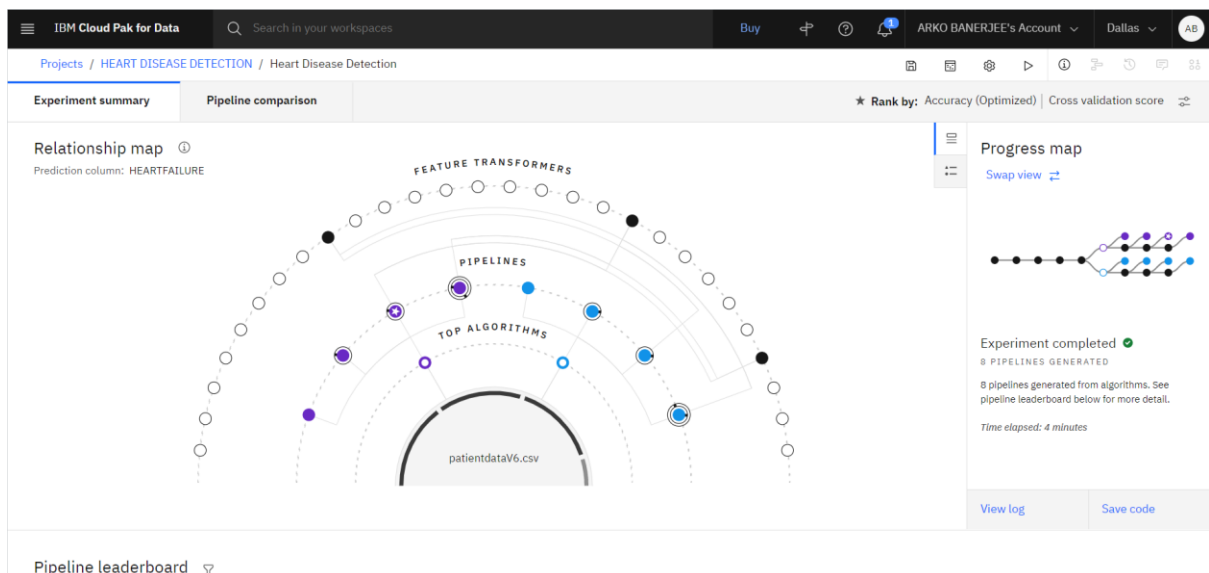 IBM Cloud Pak for Data
Search in your workspaces
Buy
1
ARKO BANERJEE's Account
Dallas
AB
Projects / HEART DISEASE DETECTION / Heart Disease Detection
Experiment summary
Pipeline comparison
Rank by: Accuracy (Optimized) | Cross validation score
Relationship map
Prediction column: HEARTFAILURE
FEATURE TRANSFORMERS
PIPELINES
TOP ALGORITHMS
patientdataV6.csv
Progress map
Swap view
Experiment completed
8 PIPELINES GENERATED
8 pipelines generated from algorithms. See
pipeline leaderboard below for more detail.
Time elapsed: 4 minutes
View log
Save code
Pipeline leaderboard